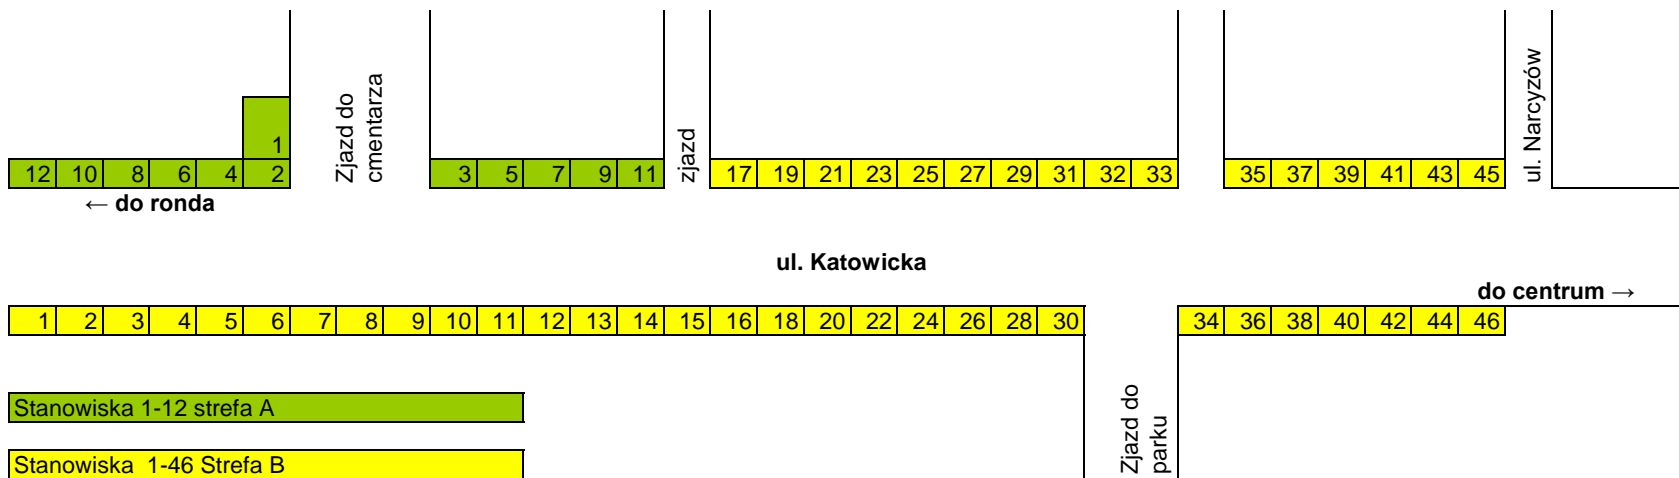 Zjazd do
cmentarza
zjazd
ul. Narcyzów
1
12 10 8 6 4 2 3 5 7 9 11 17 19 21 23 25 27 29 31 32 33 35 37 39 41 43 45
← do ronda
ul. Katowicka
do centrum →
1 2 3 4 5 6 7 8 9 10 11 12 13 14 15 16 18 20 22 24 26 28 30 34 36 38 40 42 44 46
Zjazd do
parku
Stanowiska 1-12 strefa A
Stanowiska  1-46 Strefa B